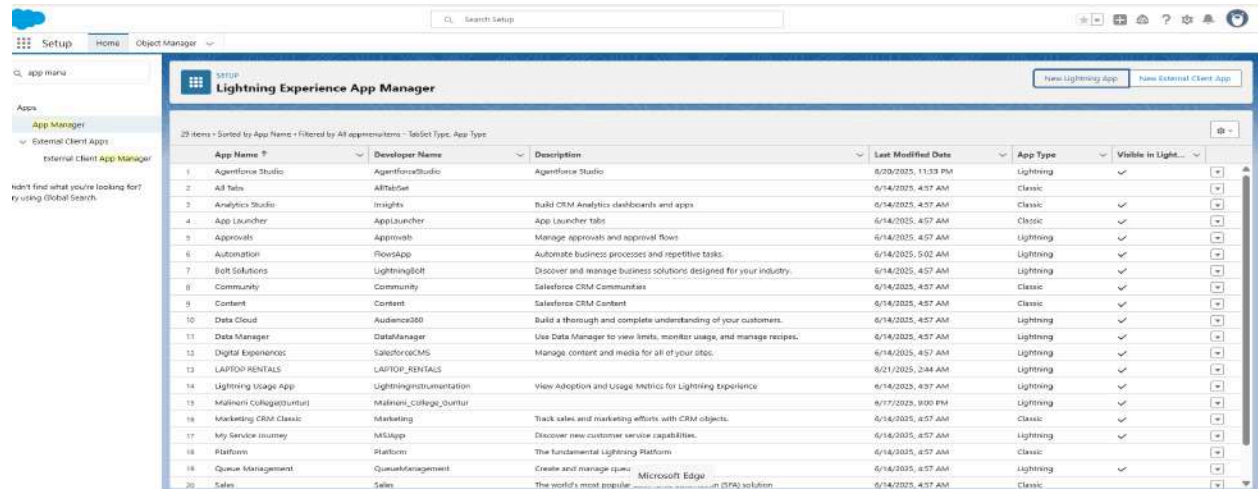 Search Setup
Setup Home Object Manager
app mana
SETUP
Lightning Experience App Manager
New Lightning App New External Client App
Apps
App Manager
External Client Apps
External Client App Manager
idn't find what you're looking for?
ry using Global Search.
29 items • Sorted by App Name • Filtered by All appmenuitems - TabSet Type, App Type
App Name ↑ Developer Name Description Last Modified Date App Type Visible in Light...
1 Agentforce Studio AgentforceStudio Agentforce Studio 8/20/2025, 11:33 PM Lightning
2 All Tabs AllTabSet 6/14/2025, 4:57 AM Classic
3 Analytics Studio Insights Build CRM Analytics dashboards and apps 6/14/2025, 4:57 AM Classic
4 App Launcher AppLauncher App Launcher tabs 6/14/2025, 4:57 AM Classic
5 Approvals Approvals Manage approvals and approval flows 6/14/2025, 4:57 AM Lightning
6 Automation FlowsApp Automate business processes and repetitive tasks. 6/14/2025, 5:02 AM Lightning
7 Bolt Solutions LightningBolt Discover and manage business solutions designed for your industry. 6/14/2025, 4:57 AM Lightning
8 Community Community Salesforce CRM Communities 6/14/2025, 4:57 AM Classic
9 Content Content Salesforce CRM Content 6/14/2025, 4:57 AM Classic
10 Data Cloud Audience360 Build a thorough and complete understanding of your customers. 6/14/2025, 4:57 AM Lightning
11 Data Manager DataManager Use Data Manager to view limits, monitor usage, and manage recipes. 6/14/2025, 4:57 AM Lightning
12 Digital Experiences SalesforceCMS Manage content and media for all of your sites. 6/14/2025, 4:57 AM Lightning
13 LAPTOP RENTALS LAPTOP_RENTALS 8/21/2025, 2:44 AM Lightning
14 Lightning Usage App LightningInstrumentation View Adoption and Usage Metrics for Lightning Experience 6/14/2025, 4:57 AM Lightning
15 Malineni College(Guntur) Malineni_College_Guntur 6/17/2025, 9:00 PM Lightning
16 Marketing CRM Classic Marketing Track sales and marketing efforts with CRM objects. 6/14/2025, 4:57 AM Classic
17 My Service Journey MSJApp Discover new customer service capabilities. 6/14/2025, 4:57 AM Lightning
18 Platform Platform The fundamental Lightning Platform 6/14/2025, 4:57 AM Classic
19 Queue Management QueueManagement Create and manage queu 6/14/2025, 4:57 AM Lightning
Microsoft Edge
20 Sales Sales The world's most popular n (SFA) solution 6/14/2025, 4:57 AM Classic